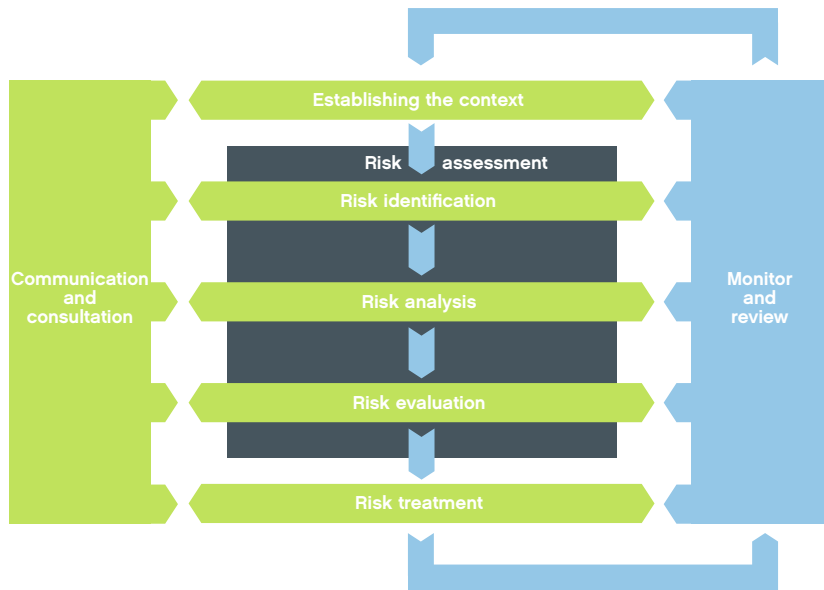 Establishing the context
Risk assessment
Risk identification
Communication
and
consultation
Risk analysis
Monitor
and
review
Risk evaluation
Risk treatment